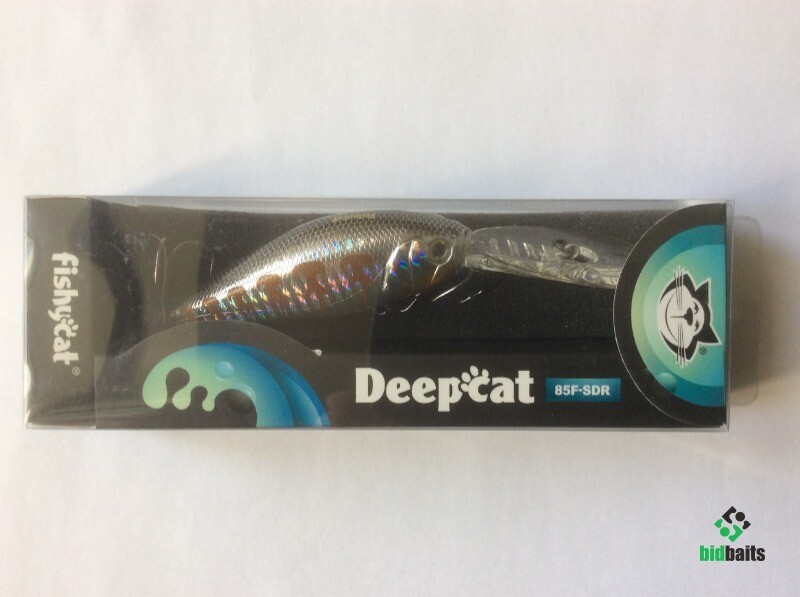 fishycat®
Deepcat 85F-SDR
®
bidbaits